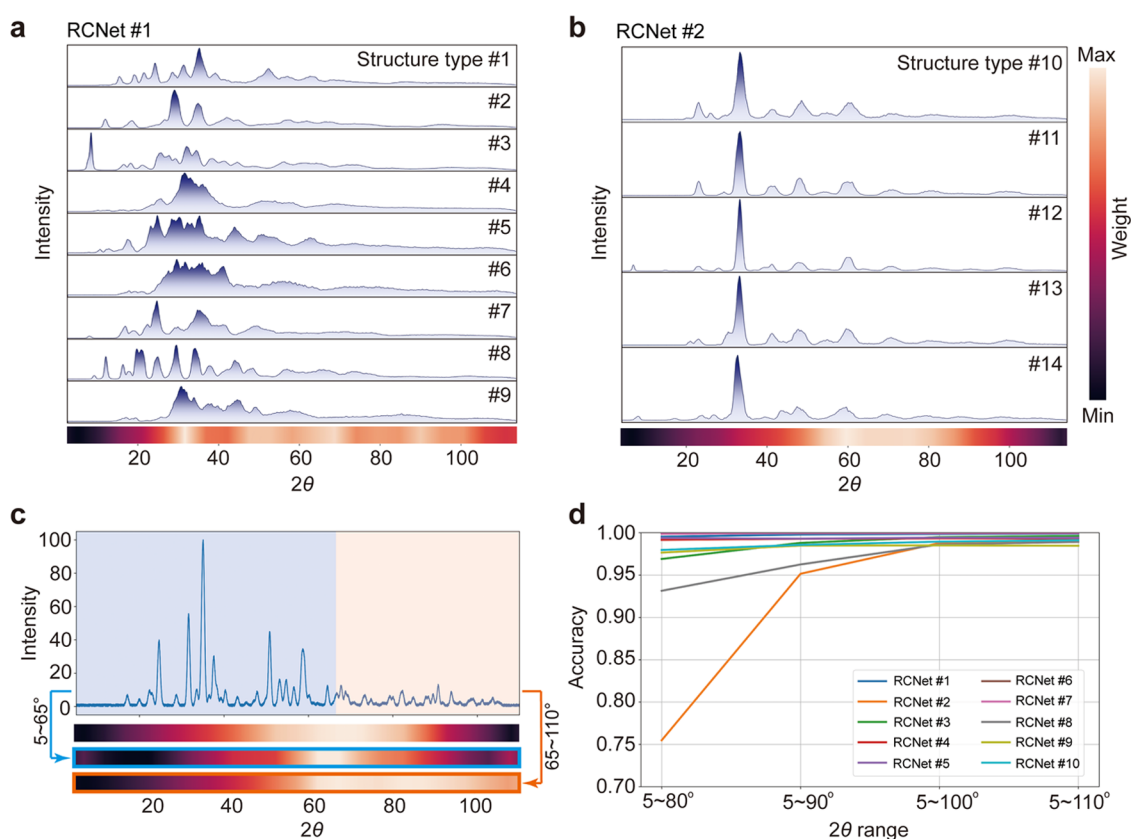 a
RCNet #1
Structure type #1
#2
#3
#4
#5
#6
#7
#8
#9
Intensity
20 40 60 80 100
2θ
b
RCNet #2
Structure type #10
#11
#12
#13
#14
Intensity
20 40 60 80 100
2θ
Max
Weight
Min
c
100
80
60
40
20
0
Intensity
5~65°
65~110°
20 40 60 80 100
2θ
d
1.00
0.95
0.90
0.85
0.80
0.75
0.70
Accuracy
RCNet #1 RCNet #6
RCNet #2 RCNet #7
RCNet #3 RCNet #8
RCNet #4 RCNet #9
RCNet #5 RCNet #10
5~80° 5~90° 5~100° 5~110°
2θ range